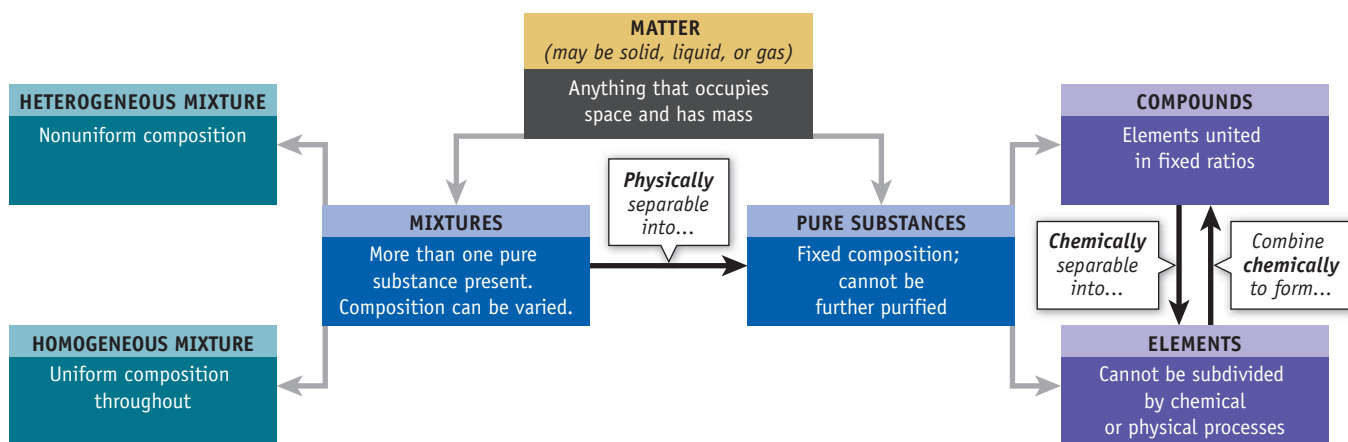 MATTER
(may be solid, liquid, or gas)
Anything that occupies
space and has mass
HETEROGENEOUS MIXTURE
Nonuniform composition
HOMOGENEOUS MIXTURE
Uniform composition
throughout
MIXTURES
More than one pure
substance present.
Composition can be varied.
Physically
separable
into...
PURE SUBSTANCES
Fixed composition;
cannot be
further purified
COMPOUNDS
Elements united
in fixed ratios
Chemically
separable
into...
Combine
chemically
to form...
ELEMENTS
Cannot be subdivided
by chemical
or physical processes